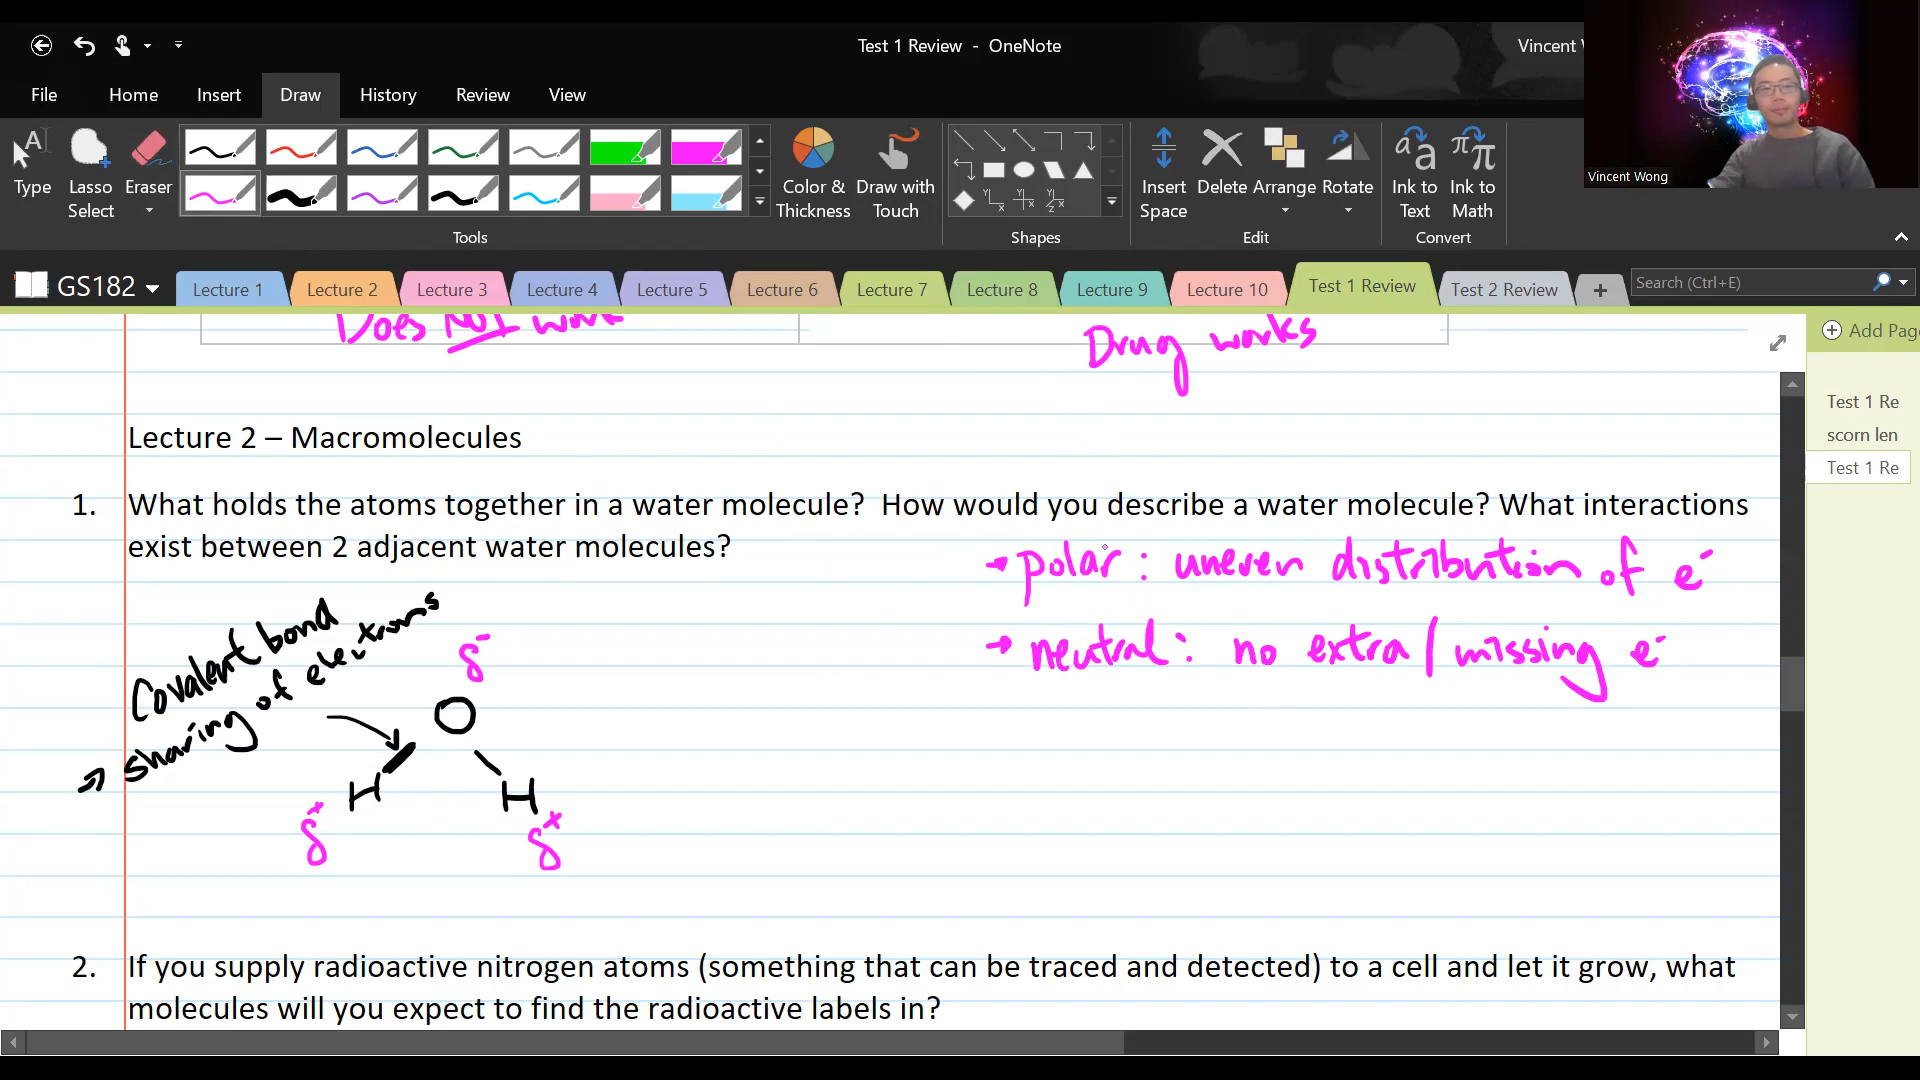 Test 1 Review - OneNote
Vincent W
File
Home
Insert
Draw
History
Review
View
Type
Lasso
Select
Eraser
Color &
Thickness
Draw with
Touch
Insert
Space
Delete
Arrange
Rotate
Ink to
Text
Ink to
Math
Tools
Shapes
Edit
Convert
Vincent Wong
GS182
Lecture 1
Lecture 2
Lecture 3
Lecture 4
Lecture 5
Lecture 6
Lecture 7
Lecture 8
Lecture 9
Lecture 10
Test 1 Review
Test 2 Review
Search (Ctrl+E)
Add Pag
Test 1 Re
scorn len
Test 1 Re
Does NOT work
Drug works
Lecture 2 – Macromolecules
1. What holds the atoms together in a water molecule? How would you describe a water molecule? What interactions
exist between 2 adjacent water molecules?
→ polar : uneven distribution of e⁻
→ neutral : no extra / missing e⁻
Covalent bond
→ sharing of electrons
δ⁻
O
H
H
δ⁺
δ⁺
2. If you supply radioactive nitrogen atoms (something that can be traced and detected) to a cell and let it grow, what
molecules will you expect to find the radioactive labels in?